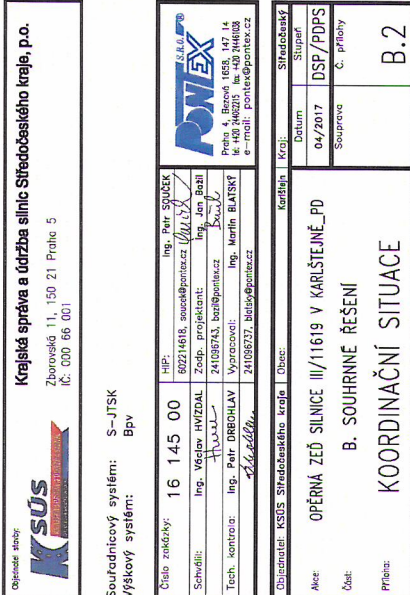 Objednatel stavby:
KSÚS
Krajská správa a údržba silnic Středočeského kraje, p.o.
Zborovská 11, 150 21 Praha 5
IČ: 000 66 001
Souřadnicový systém: S-JTSK
Výškový systém: Bpv
Číslo zakázky: 16 145 00
HIP: Ing. Petr SOUČEK
602214618, soucek@pontex.cz
Schválil: Ing. Václav HVÍZDAL
Zodp. projektant: Ing. Jan Bažil
241096743, bazil@pontex.cz
Tech. kontrola: Ing. Petr DRBOHLAV
Vypracoval: Ing. Martin BLATSKÝ
241096737, blatsky@pontex.cz
PONTEX S.R.O.
Praha 4, Bezová 1658, 147 14
tel: +420 244062215 fax: +420 244461038
e-mail: pontex@pontex.cz
Objednatel: KSÚS Středočeského kraje
Obec: Karlštejn
Kraj: Středočeský
Akce: OPĚRNÁ ZEĎ SILNICE III/11619 V KARLŠTEJNĚ_PD
Datum
Stupeň
04/2017
DSP/PDPS
Část: B. SOUHRNNÉ ŘEŠENÍ
Souprava
Č. přílohy
Příloha: KOORDINAČNÍ SITUACE
B.2